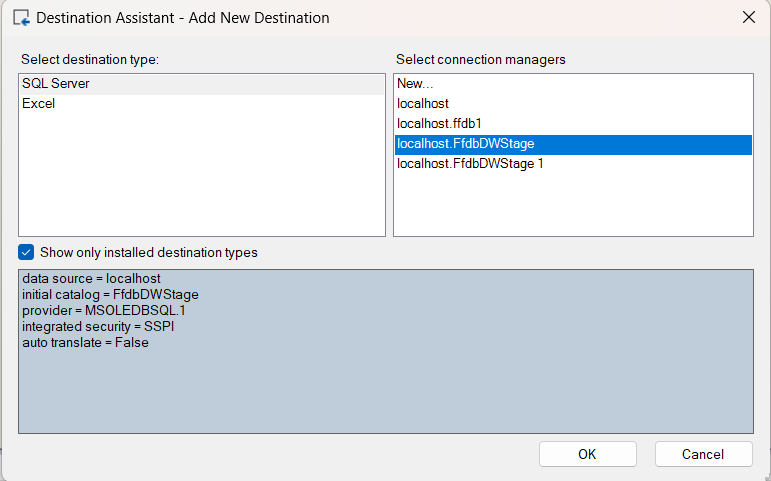 Destination Assistant - Add New Destination
Select destination type:
SQL Server
Excel
Select connection managers
New...
localhost
localhost.ffdb1
localhost.FfdbDWStage
localhost.FfdbDWStage 1
Show only installed destination types
data source = localhost
initial catalog = FfdbDWStage
provider = MSOLEDBSQL.1
integrated security = SSPI
auto translate = False
OK
Cancel